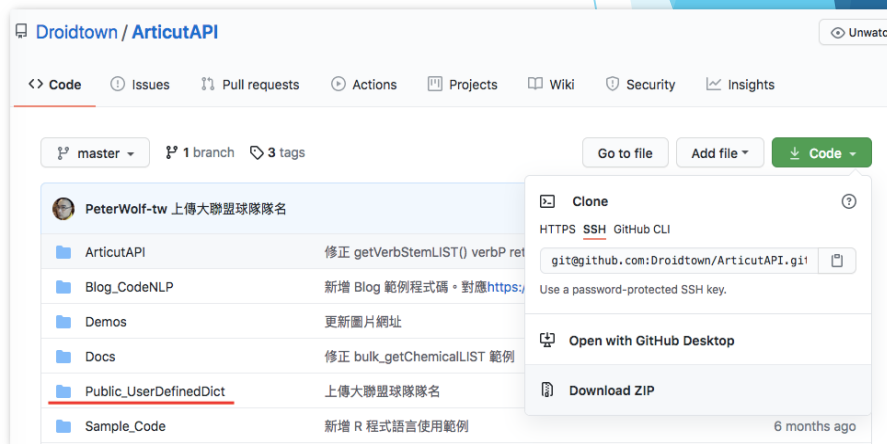 Droidtown / ArticutAPI
Unwatc
Code Issues Pull requests Actions Projects Wiki Security Insights
master 1 branch 3 tags Go to file Add file Code
PeterWolf-tw 上傳大聯盟球隊隊名
Clone
HTTPS SSH GitHub CLI
git@github.com:Droidtown/ArticutAPI.git
Use a password-protected SSH key.
Open with GitHub Desktop
Download ZIP
ArticutAPI 修正 getVerbStemLIST() verbP ret
Blog_CodeNLP 新增 Blog 範例程式碼。對應https:/
Demos 更新圖片網址
Docs 修正 bulk_getChemicalLIST 範例
Public_UserDefinedDict 上傳大聯盟球隊隊名
Sample_Code 新增 R 程式語言使用範例 6 months ago